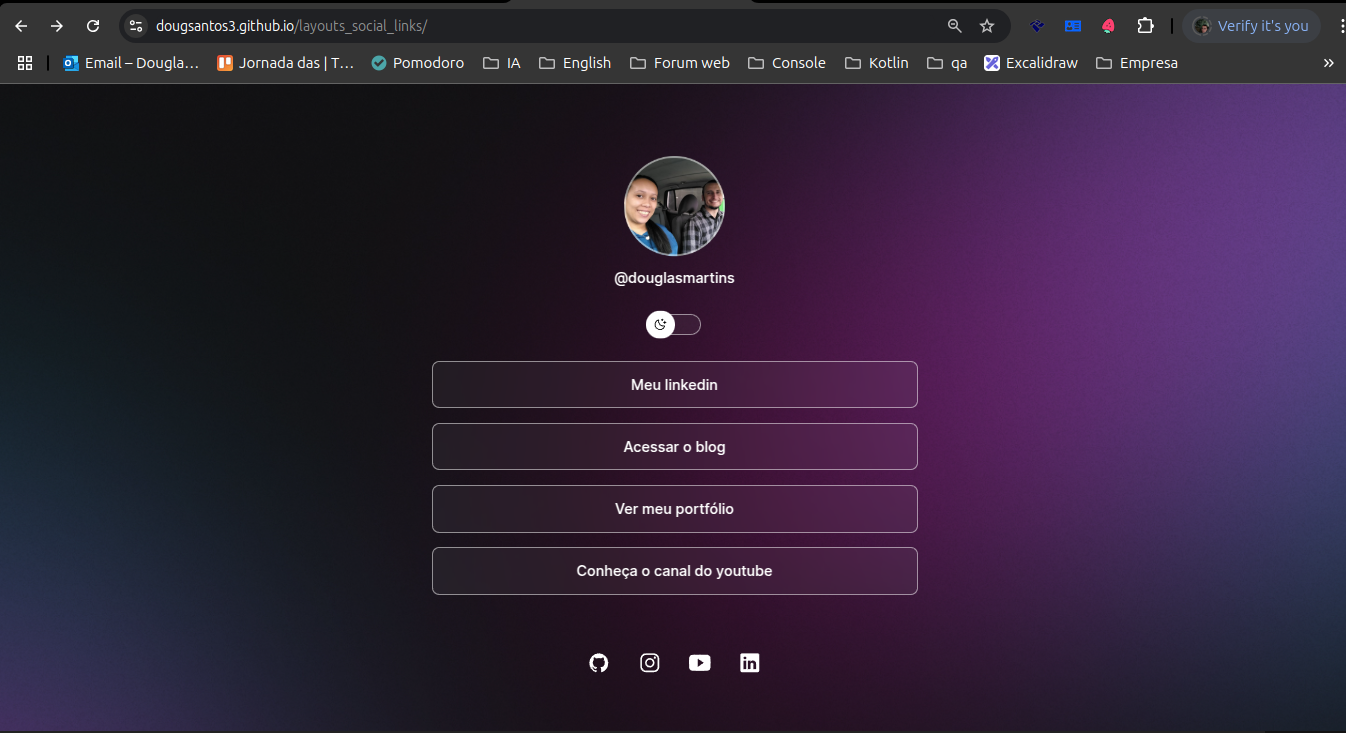 dougsantos3.github.io/layouts_social_links/
Verify it's you
Email – Dougla…
Jornada das | T…
Pomodoro
IA
English
Forum web
Console
Kotlin
qa
Excalidraw
Empresa
@douglasmartins
Meu linkedin
Acessar o blog
Ver meu portfólio
Conheça o canal do youtube